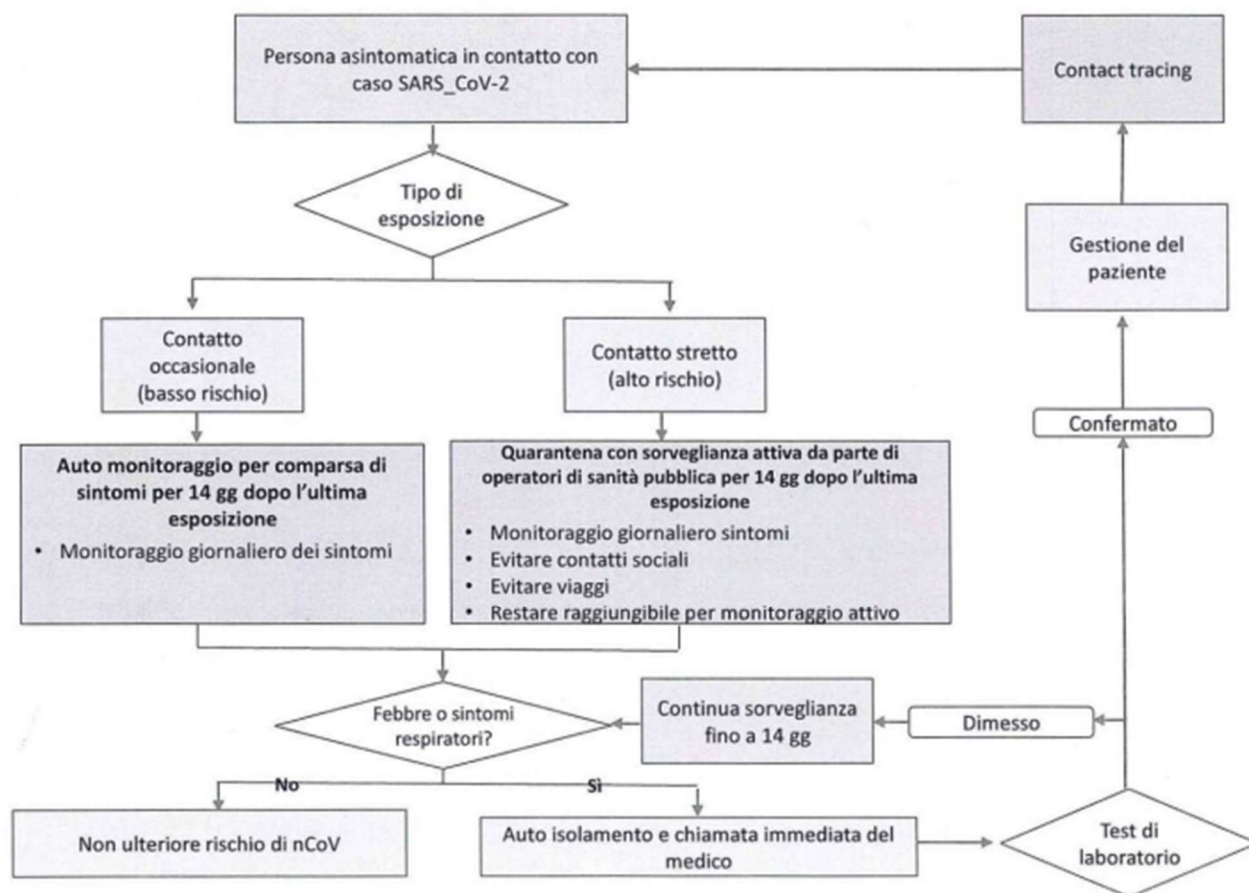 Persona asintomatica in contatto con
caso SARS_CoV-2
Contact tracing
Tipo di
esposizione
Gestione del
paziente
Contatto
occasionale
(basso rischio)
Contatto stretto
(alto rischio)
Confermato
Auto monitoraggio per comparsa di
sintomi per 14 gg dopo l'ultima
esposizione
• Monitoraggio giornaliero dei sintomi
Quarantena con sorveglianza attiva da parte di
operatori di sanità pubblica per 14 gg dopo l'ultima
esposizione
• Monitoraggio giornaliero sintomi
• Evitare contatti sociali
• Evitare viaggi
• Restare raggiungibile per monitoraggio attivo
Febbre o sintomi
respiratori?
Continua sorveglianza
fino a 14 gg
Dimesso
No
Sì
Non ulteriore rischio di nCoV
Auto isolamento e chiamata immediata del
medico
Test di
laboratorio